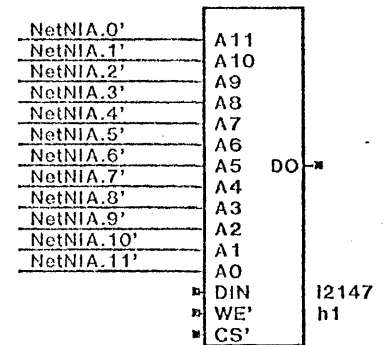 NetNIA.0'
NetNIA.1'
NetNIA.2'
NetNIA.3'
NetNIA.4'
NetNIA.5'
NetNIA.6'
NetNIA.7'
NetNIA.8'
NetNIA.9'
NetNIA.10'
NetNIA.11'
A11
A10
A9
A8
A7
A6
A5 DO
A4
A3
A2
A1
A0
DIN i2147
WE' h1
CS'